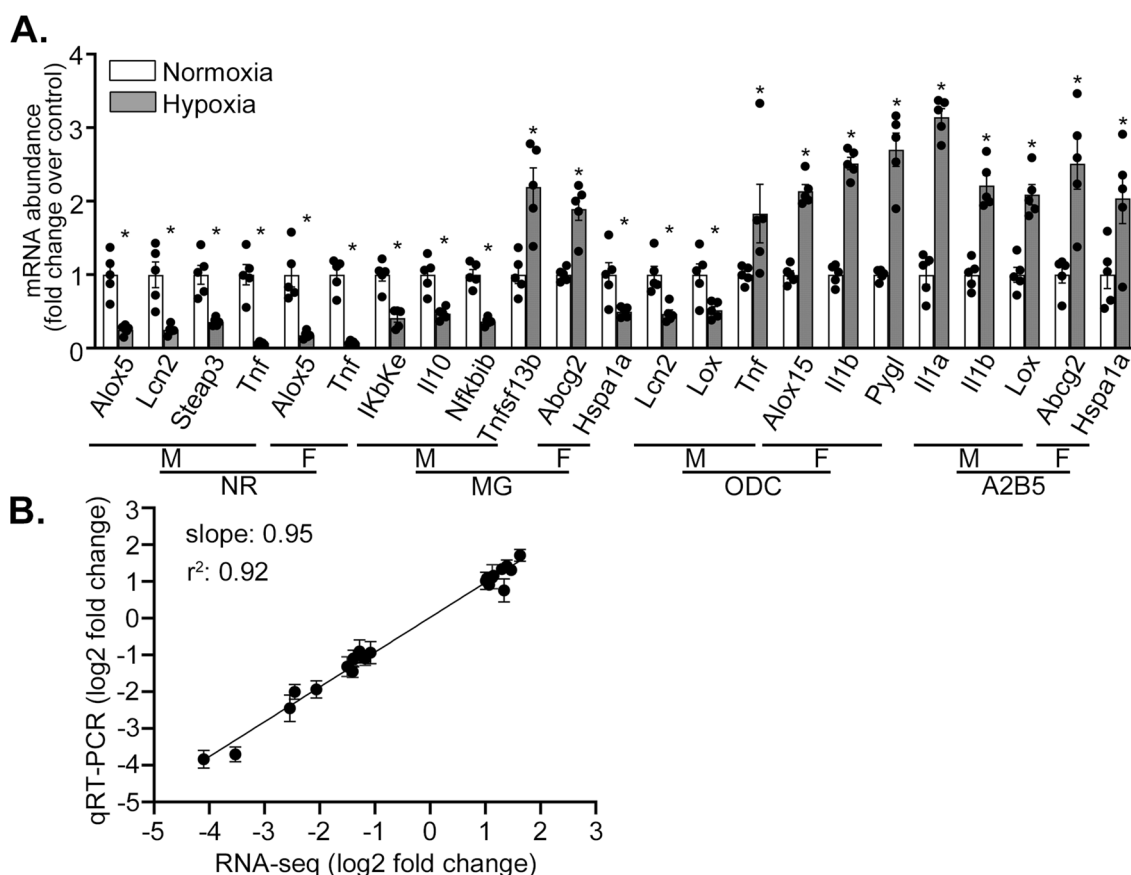 A.
mRNA abundance
(fold change over control)
4
3
2
1
0
Normoxia
Hypoxia
* * * * * * * * * * * * * * * * * * * * * * *
Alox5 Lcn2 Steap3 Tnf Alox5 Tnf IKbKe Il10 Nfkbib Tnfsf13b Abcg2 Hspa1a Lcn2 Lox Tnf Alox15 Il1b Pygl Il1a Il1b Lox Abcg2 Hspa1a
M F M F M F M F
NR MG ODC A2B5
B.
qRT-PCR (log2 fold change)
3
2
1
0
-1
-2
-3
-4
-5
slope: 0.95
r²: 0.92
-5 -4 -3 -2 -1 0 1 2 3
RNA-seq (log2 fold change)